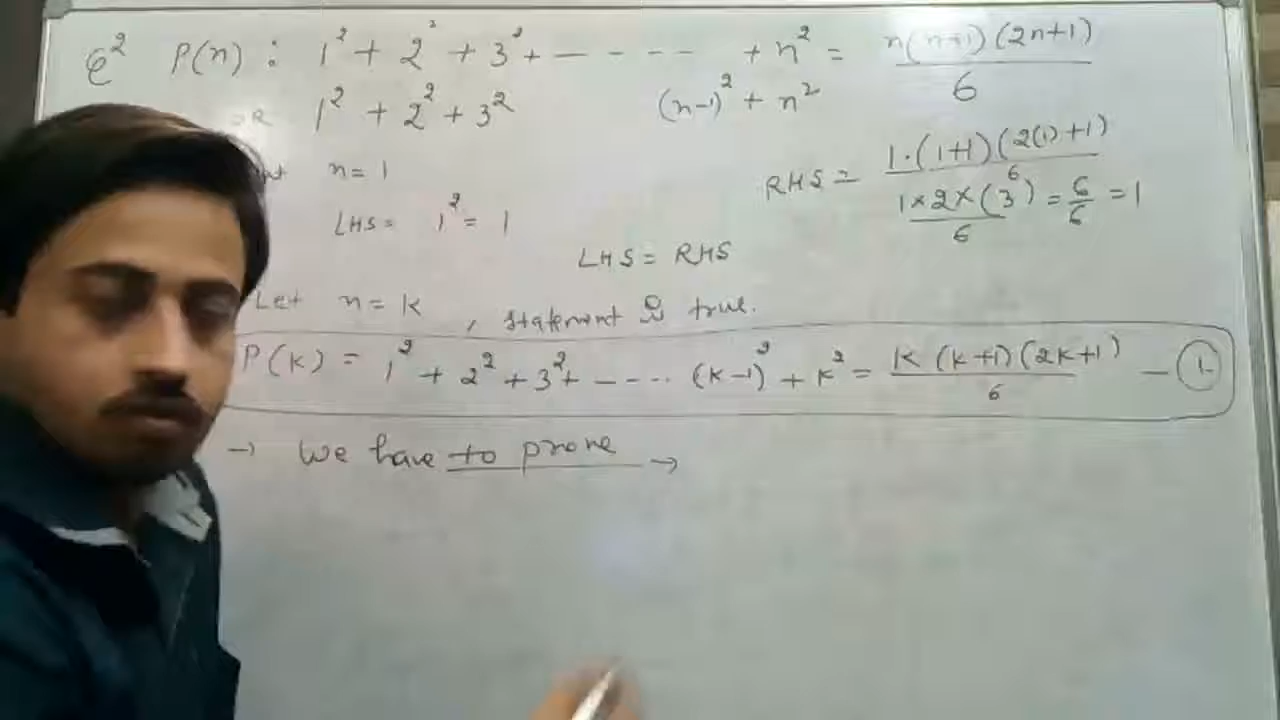 e² P(n) : 1² + 2² + 3² + — - - - - + n² = n(n+1)(2n+1)/6
OR 1² + 2² + 3² (n-1)² + n²
n = 1 RHS = 1·(1+1)(2(1)+1)/6
LHS = 1² = 1 1×2×(3)/6 = 6/6 = 1
LHS = RHS
Let n = k , statement is true.
P(k) = 1² + 2² + 3² + — - - - - (k-1)² + k² = k(k+1)(2k+1)/6 — 1
→ We have to prove →